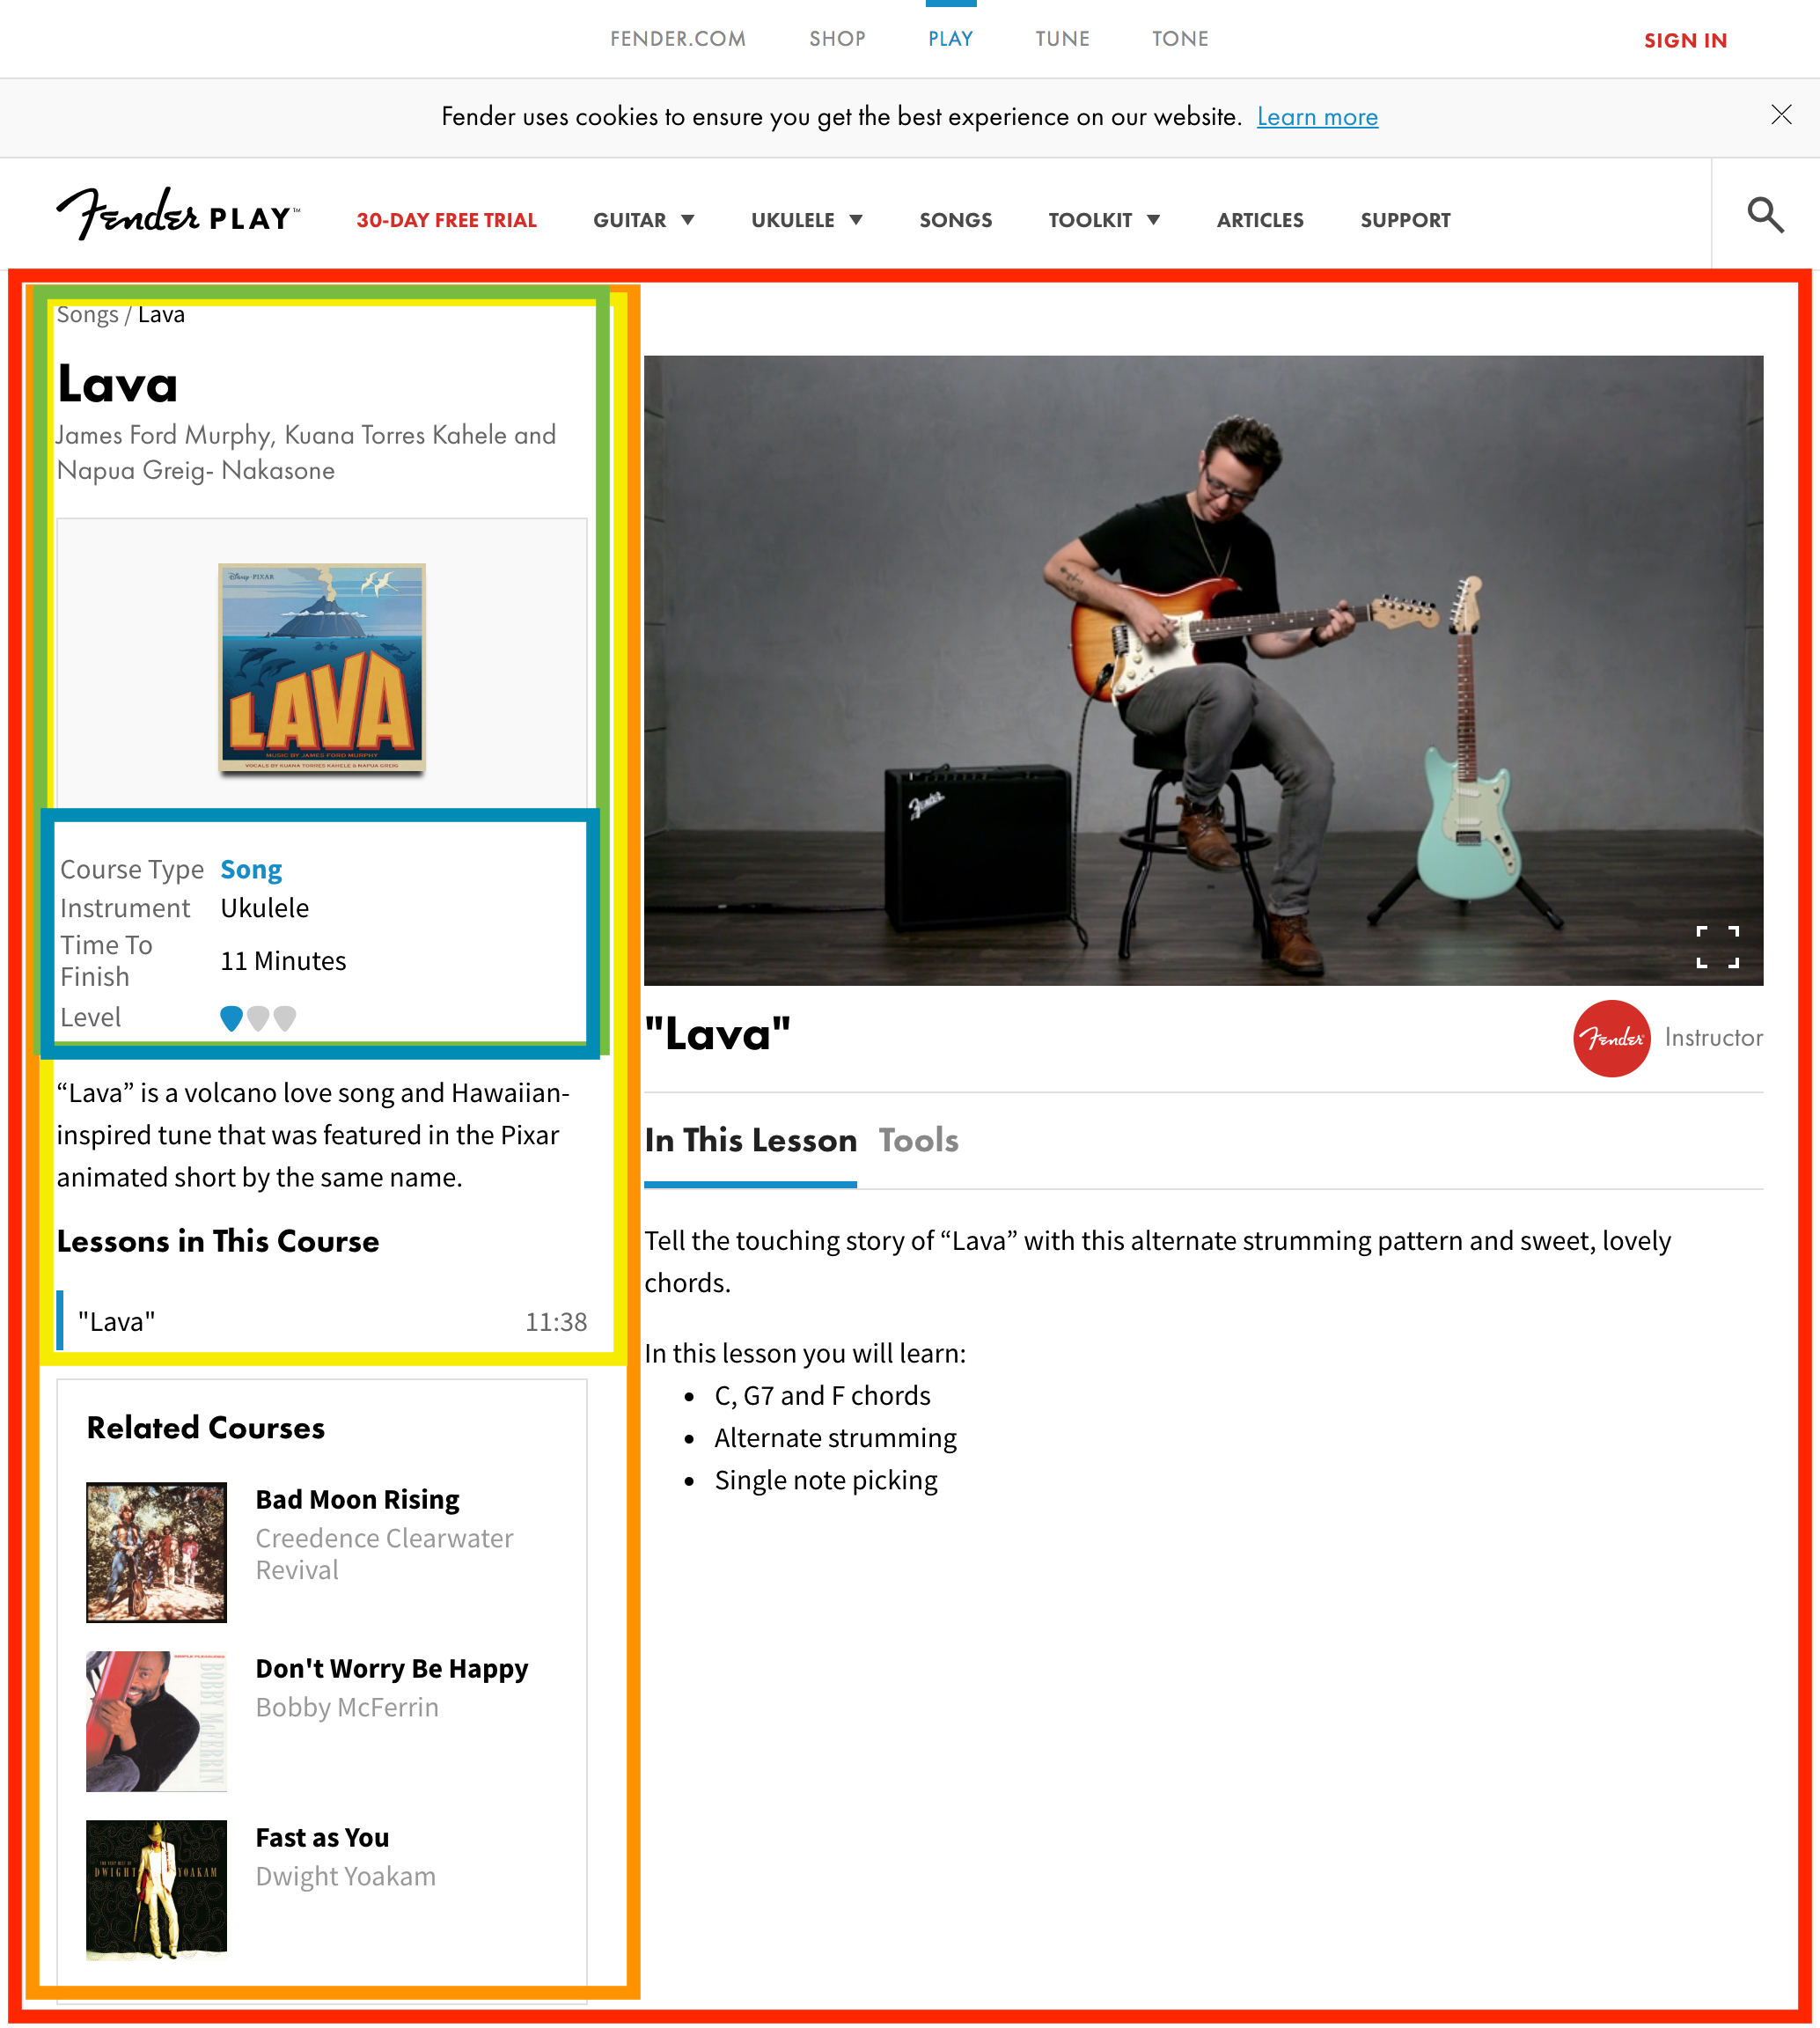 FENDER.COM SHOP PLAY TUNE TONE SIGN IN
Fender uses cookies to ensure you get the best experience on our website. Learn more
Fender PLAY™ 30-DAY FREE TRIAL GUITAR UKULELE SONGS TOOLKIT ARTICLES SUPPORT
Songs / Lava
Lava
James Ford Murphy, Kuana Torres Kahele and
Napua Greig- Nakasone
Disney·PIXAR
LAVA
MUSIC BY JAMES FORD MURPHY
VOCALS BY KUANA TORRES KAHELE & NAPUA GREIG
Course Type Song
Instrument Ukulele
Time To
Finish
11 Minutes
Level
“Lava” is a volcano love song and Hawaiian-
inspired tune that was featured in the Pixar
animated short by the same name.
Lessons in This Course
"Lava" 11:38
Related Courses
Bad Moon Rising
Creedence Clearwater
Revival
SIMPLE PLEASURES
BOBBY McFERRIN
Don't Worry Be Happy
Bobby McFerrin
DWIGHT YOAKAM
Fast as You
Dwight Yoakam
Fender
"Lava"
Fender Instructor
In This Lesson Tools
Tell the touching story of “Lava” with this alternate strumming pattern and sweet, lovely
chords.
In this lesson you will learn:
• C, G7 and F chords
• Alternate strumming
• Single note picking